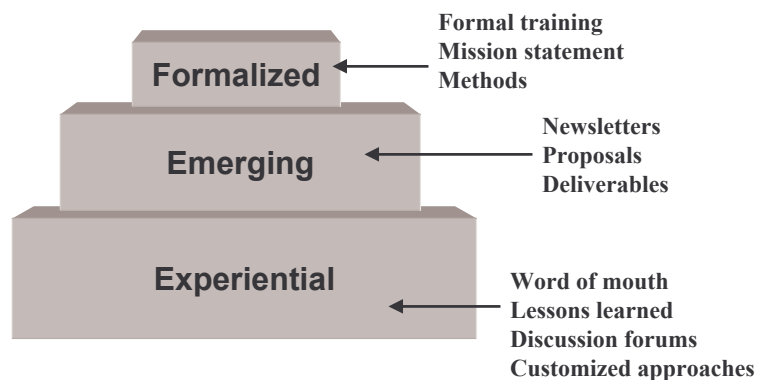 Formal training
Mission statement
Methods
Formalized
Newsletters
Proposals
Deliverables
Emerging
Experiential
Word of mouth
Lessons learned
Discussion forums
Customized approaches